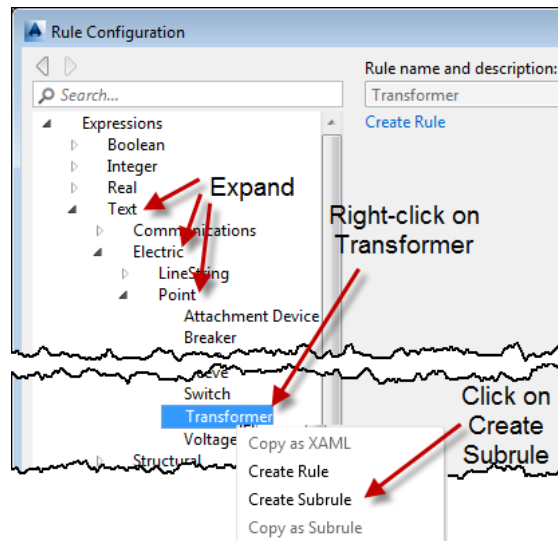 Rule Configuration
Search...
Rule name and description:
Transformer
Create Rule
Expressions
Boolean
Integer
Real
Text
Expand
Communications
Electric
LineString
Point
Attachment Device
Breaker
Right-click on
Transformer
Switch
Transformer
Voltage
Structural
Copy as XAML
Create Rule
Create Subrule
Copy as Subrule
Click on
Create
Subrule